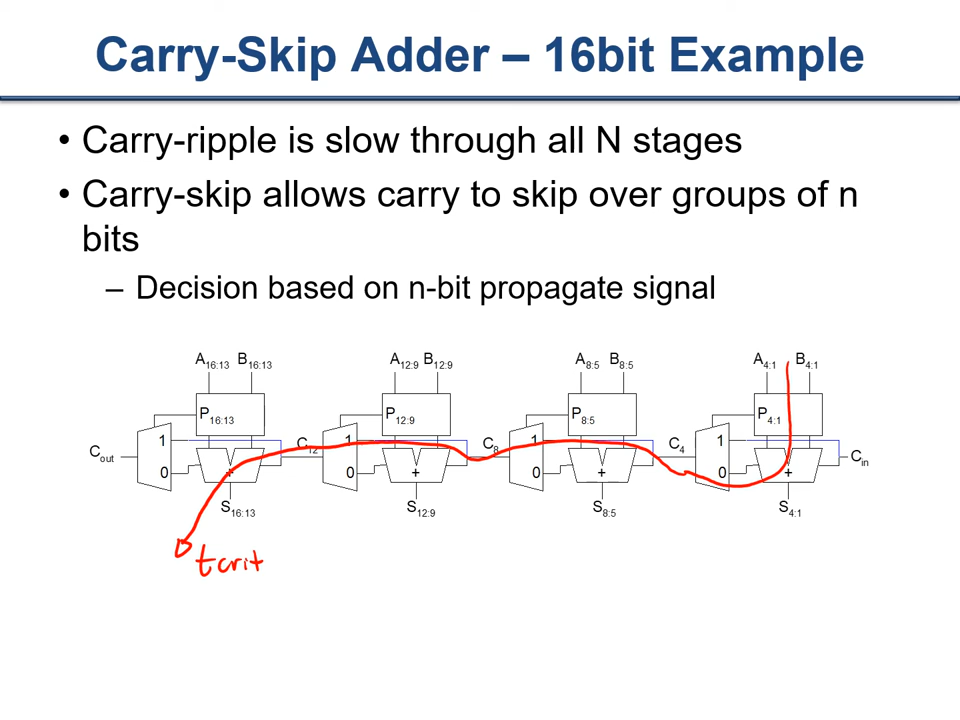 Carry-Skip Adder – 16bit Example
• Carry-ripple is slow through all N stages
• Carry-skip allows carry to skip over groups of n
bits
– Decision based on n-bit propagate signal
A16:13 B16:13 A12:9 B12:9 A8:5 B8:5 A4:1 B4:1
P16:13 P12:9 P8:5 P4:1
Cout 1 C12 1 C8 1 C4 1 Cin
0 + 0 + 0 + 0 +
S16:13 S12:9 S8:5 S4:1
tcrit